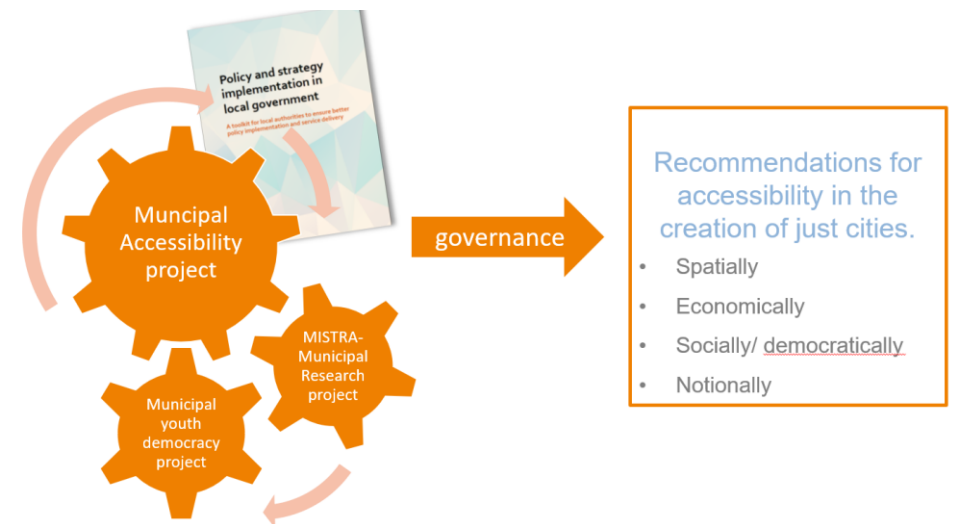 Policy and strategy
implementation in
local government
A toolkit for local authorities to ensure better
policy implementation and service delivery
Muncipal
Accessibility
project
MISTRA-
Municipal
Research
project
Municipal
youth
democracy
project
governance
Recommendations for
accessibility in the
creation of just cities.
• Spatially
• Economically
• Socially/ democratically
• Notionally